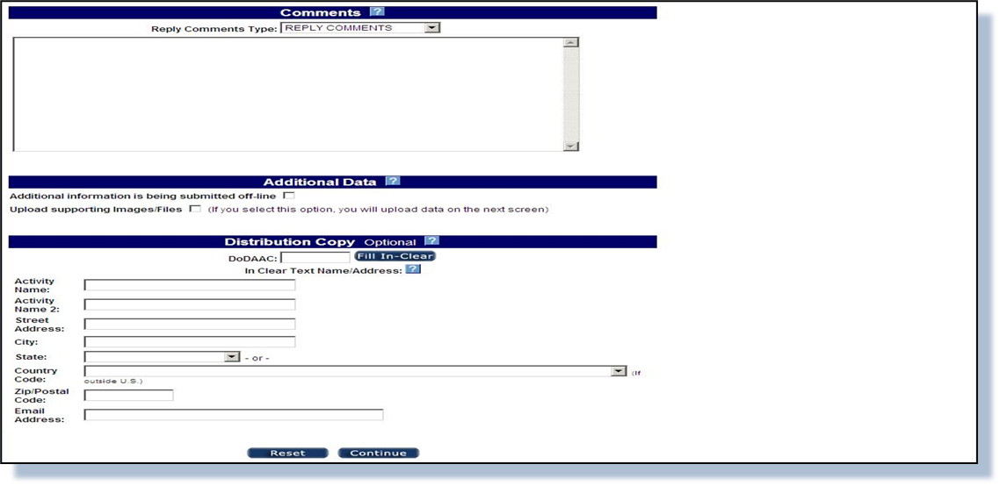 Comments ?
Reply Comments Type: REPLY COMMENTS
Additional Data ?
Additional information is being submitted off-line
Upload supporting Images/Files (If you select this option, you will upload data on the next screen)
Distribution Copy Optional ?
DoDAAC: Fill In-Clear
In Clear Text Name/Address: ?
Activity
Name:
Activity
Name 2:
Street
Address:
City:
State: - or -
Country
Code: (If
outside U.S.)
Zip/Postal
Code:
Email
Address:
Reset Continue